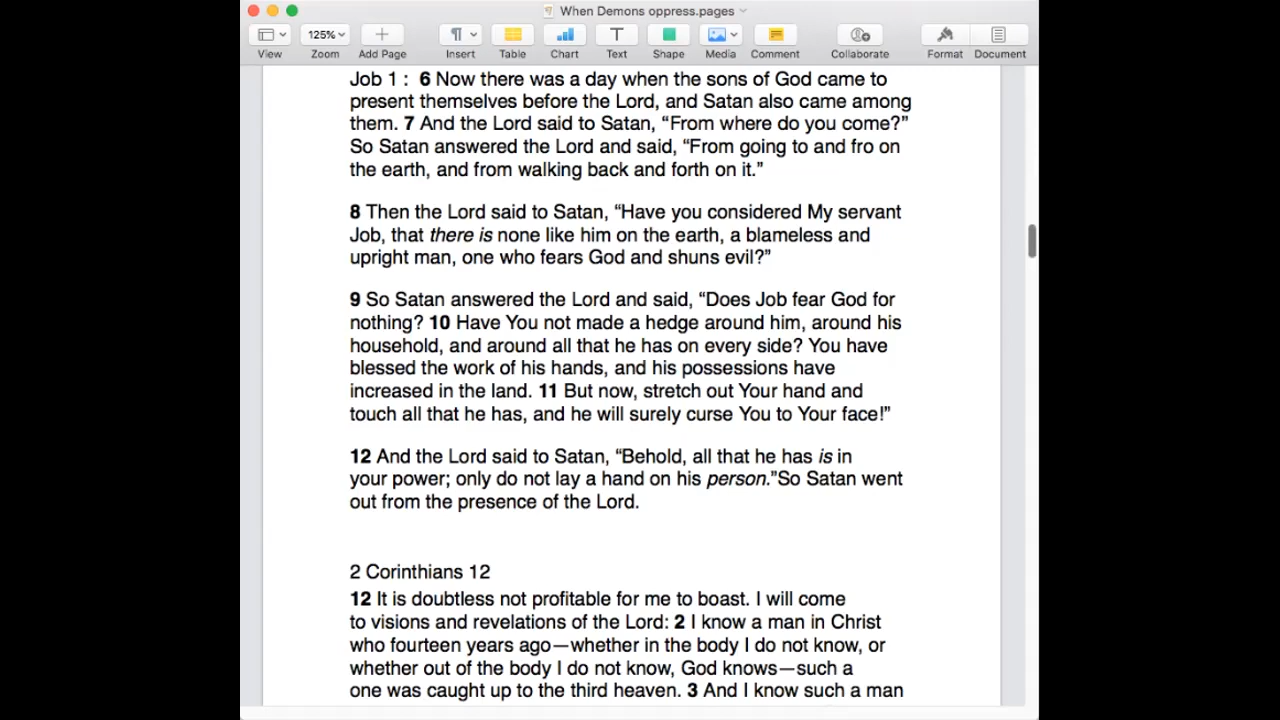 When Demons oppress.pages
125%
View Zoom Add Page Insert Table Chart Text Shape Media Comment Collaborate Format Document
Job 1 : 6 Now there was a day when the sons of God came to
present themselves before the Lord, and Satan also came among
them. 7 And the Lord said to Satan, “From where do you come?”
So Satan answered the Lord and said, “From going to and fro on
the earth, and from walking back and forth on it.”
8 Then the Lord said to Satan, “Have you considered My servant
Job, that there is none like him on the earth, a blameless and
upright man, one who fears God and shuns evil?”
9 So Satan answered the Lord and said, “Does Job fear God for
nothing? 10 Have You not made a hedge around him, around his
household, and around all that he has on every side? You have
blessed the work of his hands, and his possessions have
increased in the land. 11 But now, stretch out Your hand and
touch all that he has, and he will surely curse You to Your face!”
12 And the Lord said to Satan, “Behold, all that he has is in
your power; only do not lay a hand on his person.”So Satan went
out from the presence of the Lord.
2 Corinthians 12
12 It is doubtless not profitable for me to boast. I will come
to visions and revelations of the Lord: 2 I know a man in Christ
who fourteen years ago—whether in the body I do not know, or
whether out of the body I do not know, God knows—such a
one was caught up to the third heaven. 3 And I know such a man